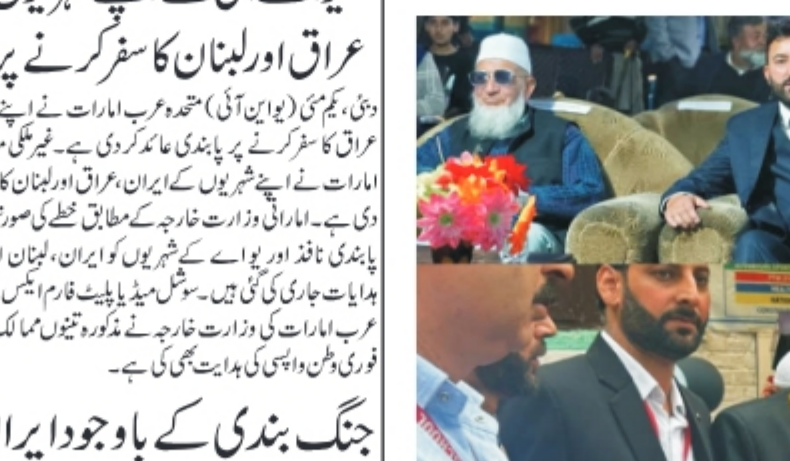 عراق اور لبنان کا سفر کرنے پر
دبئی، یکم مئی (یو این آئی) متحدہ عرب امارات نے اپنے
عراق کا سفر کرنے پر پابندی عائد کر دی ہے۔ غیر ملکی
امارات نے اپنے شہریوں کے ایران، عراق اور لبنان کا
دی ہے۔ اماراتی وزارت خارجہ کے مطابق خطے کی
پابندی نافذ اور یو اے کے شہریوں کو ایران، لبنان
ہدایات جاری کی گئی ہیں۔ سوشل میڈیا پلیٹ فارم ایکس
عرب امارات کی وزارت خارجہ نے مذکورہ تینوں ممالک
فوری وطن واپسی کی ہدایت بھی کی ہے۔
جنگ بندی کے باوجود